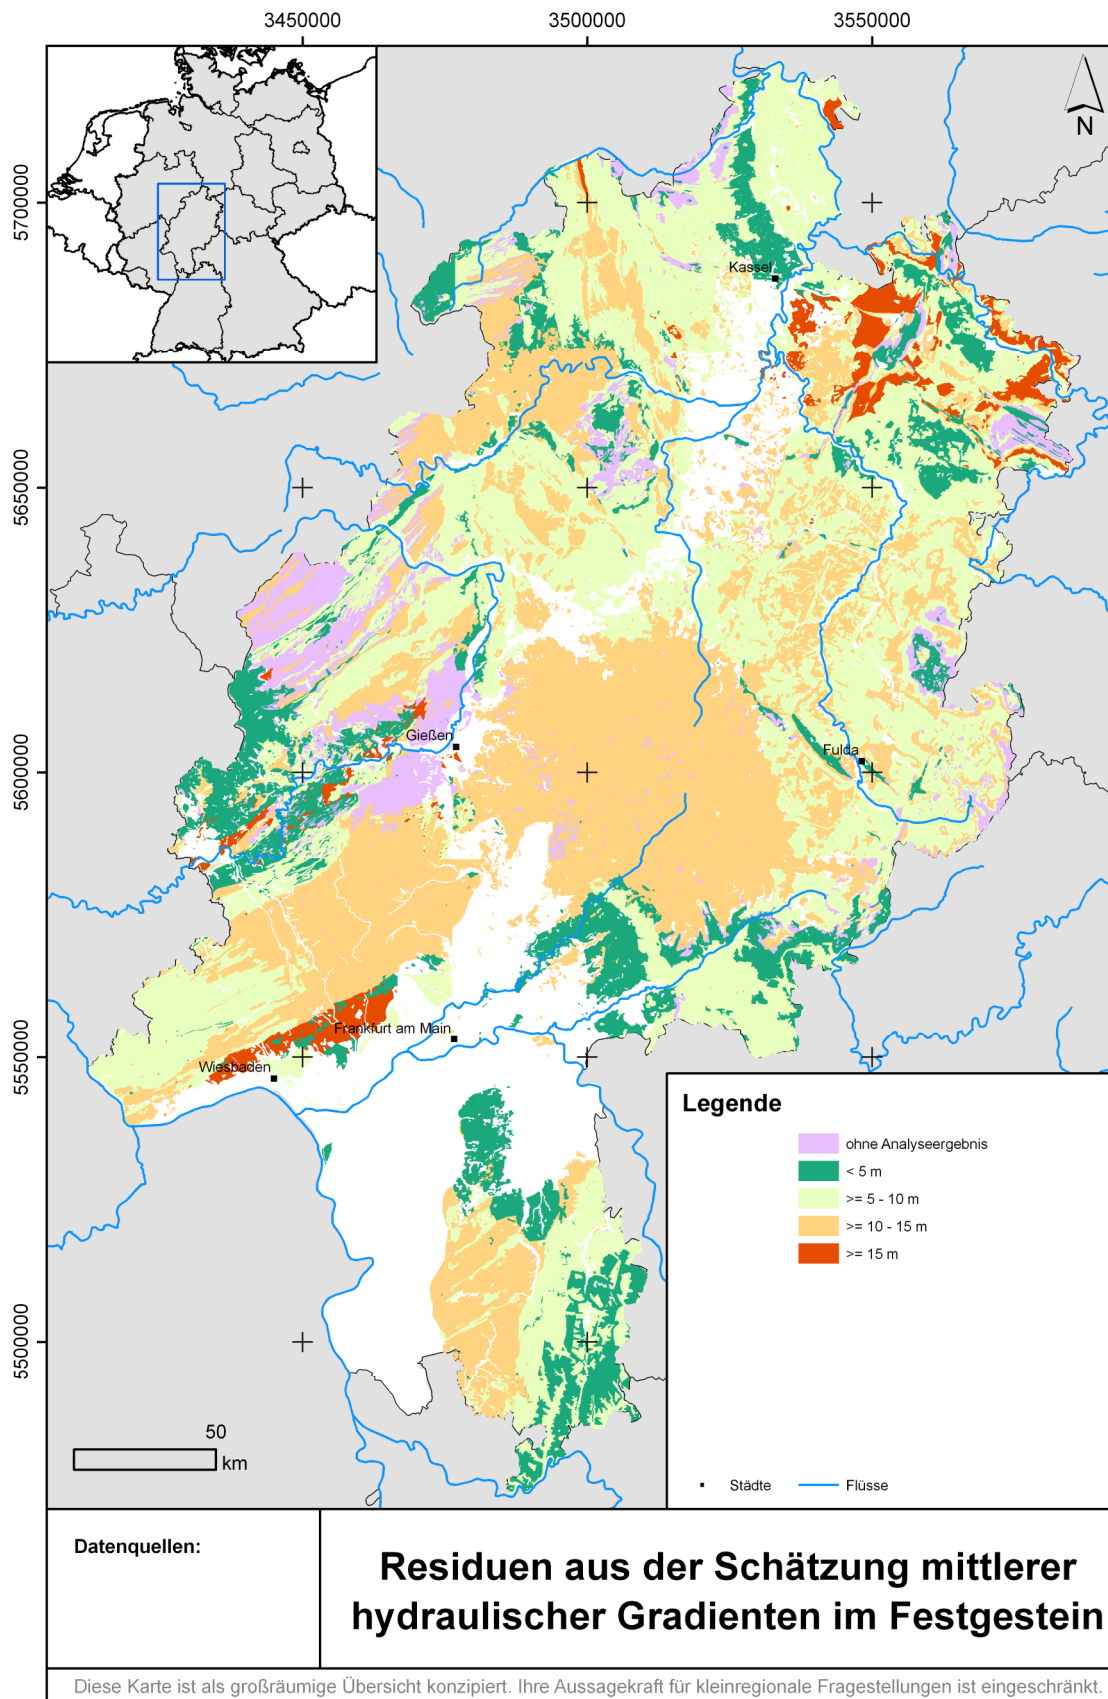 3450000 3500000 3550000
5700000
5650000
5600000
5550000
5500000
N
Kassel
Gießen
Fulda
Frankfurt am Main
Wiesbaden
50
km
Legende
ohne Analyseergebnis
< 5 m
>= 5 - 10 m
>= 10 - 15 m
>= 15 m
Städte
Flüsse
Datenquellen:
Residuen aus der Schätzung mittlerer
hydraulischer Gradienten im Festgestein
Diese Karte ist als großräumige Übersicht konzipiert. Ihre Aussagekraft für kleinregionale Fragestellungen ist eingeschränkt.